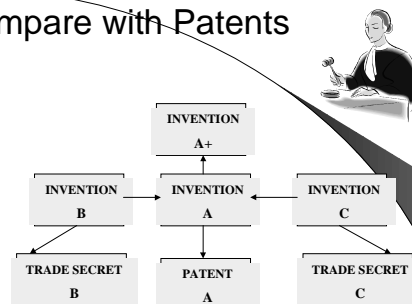 mpare with Patents
INVENTION
A+
INVENTION
B
INVENTION
A
INVENTION
C
TRADE SECRET
B
PATENT
A
TRADE SECRET
C